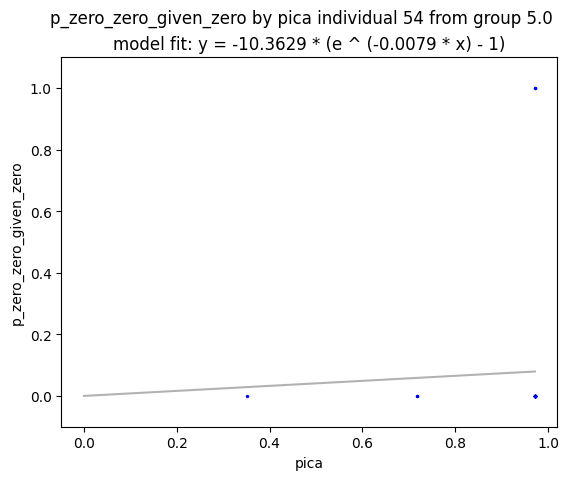 p_zero_zero_given_zero by pica individual 54 from group 5.0
model fit: y = -10.3629 * (e ^ (-0.0079 * x) - 1)
1.0
0.8
0.6
0.4
0.2
0.0
p_zero_zero_given_zero
0.0 0.2 0.4 0.6 0.8 1.0
pica